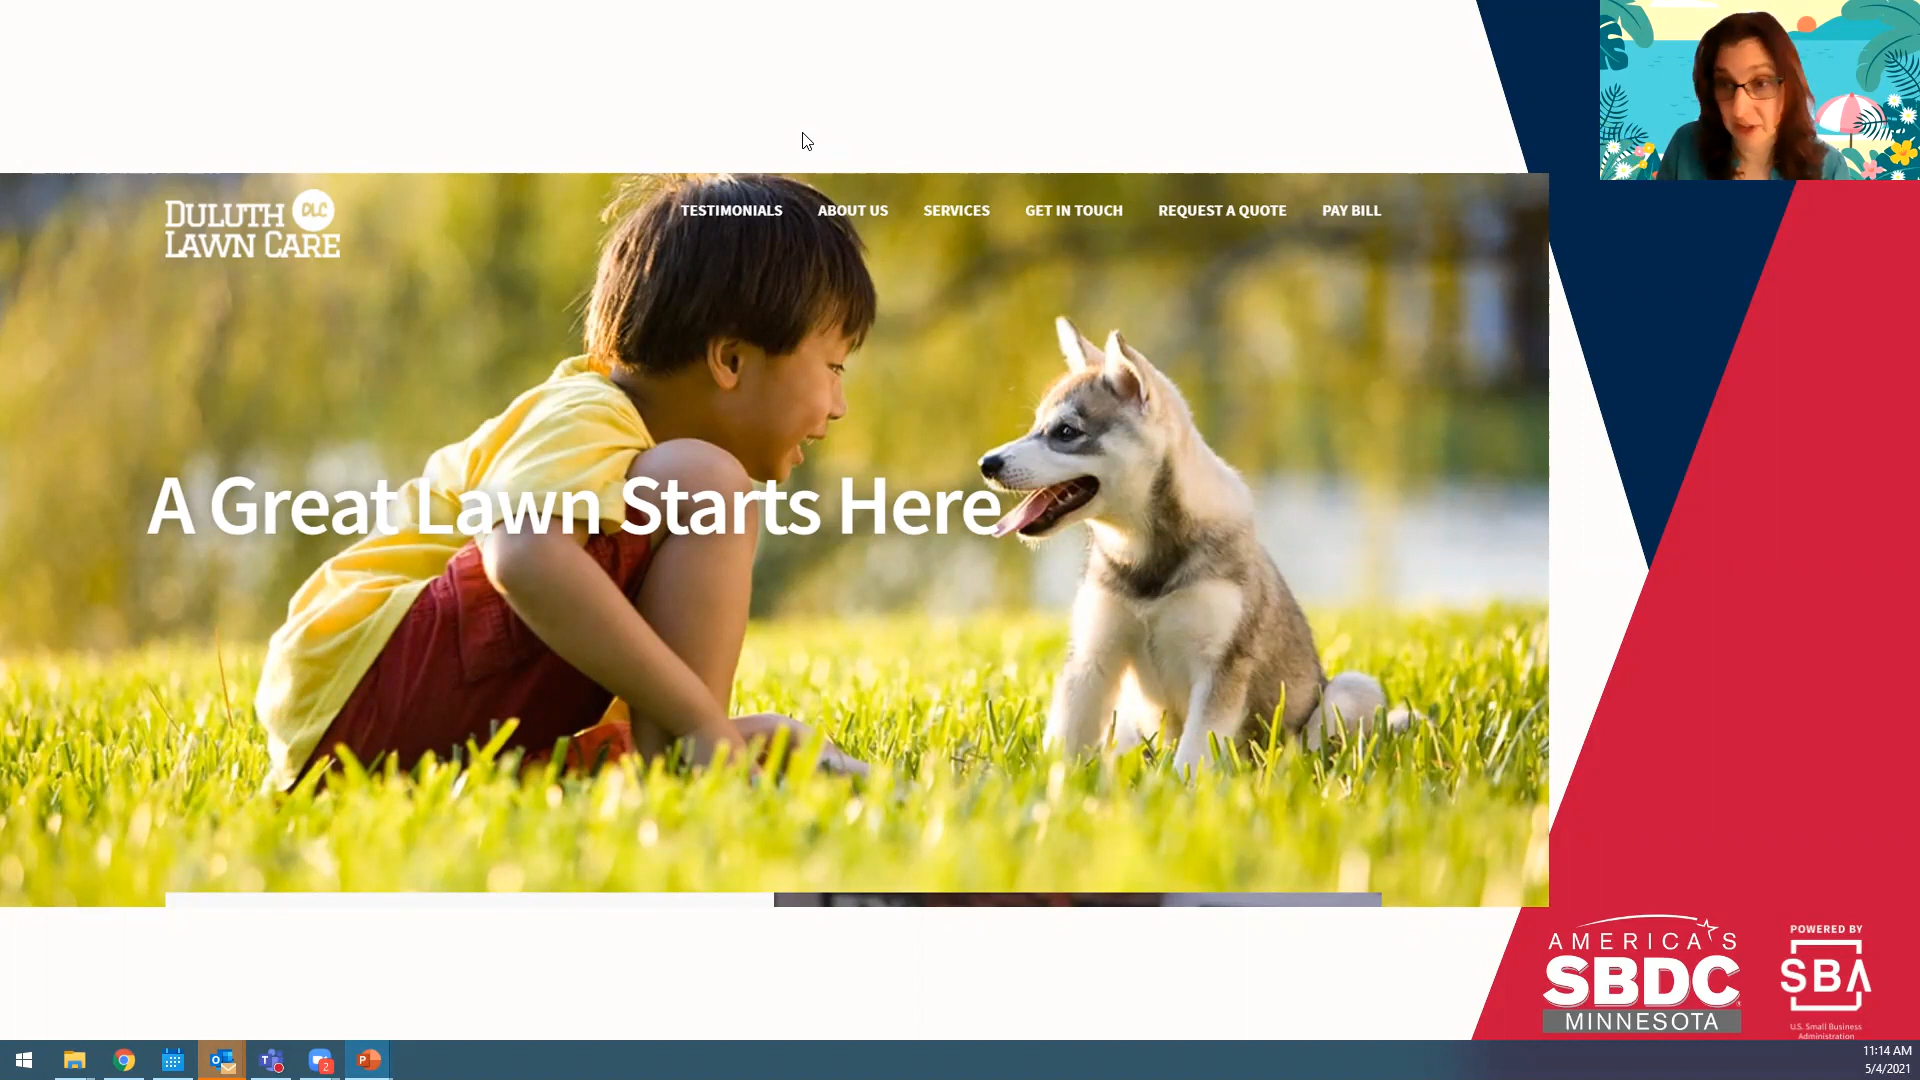 DULUTH DLC
LAWN CARE
TESTIMONIALS ABOUT US SERVICES GET IN TOUCH REQUEST A QUOTE PAY BILL
A Great Lawn Starts Here
AMERICA'S
SBDC
MINNESOTA
POWERED BY
SBA
U.S. Small Business
Administration
2
11:14 AM
5/4/2021